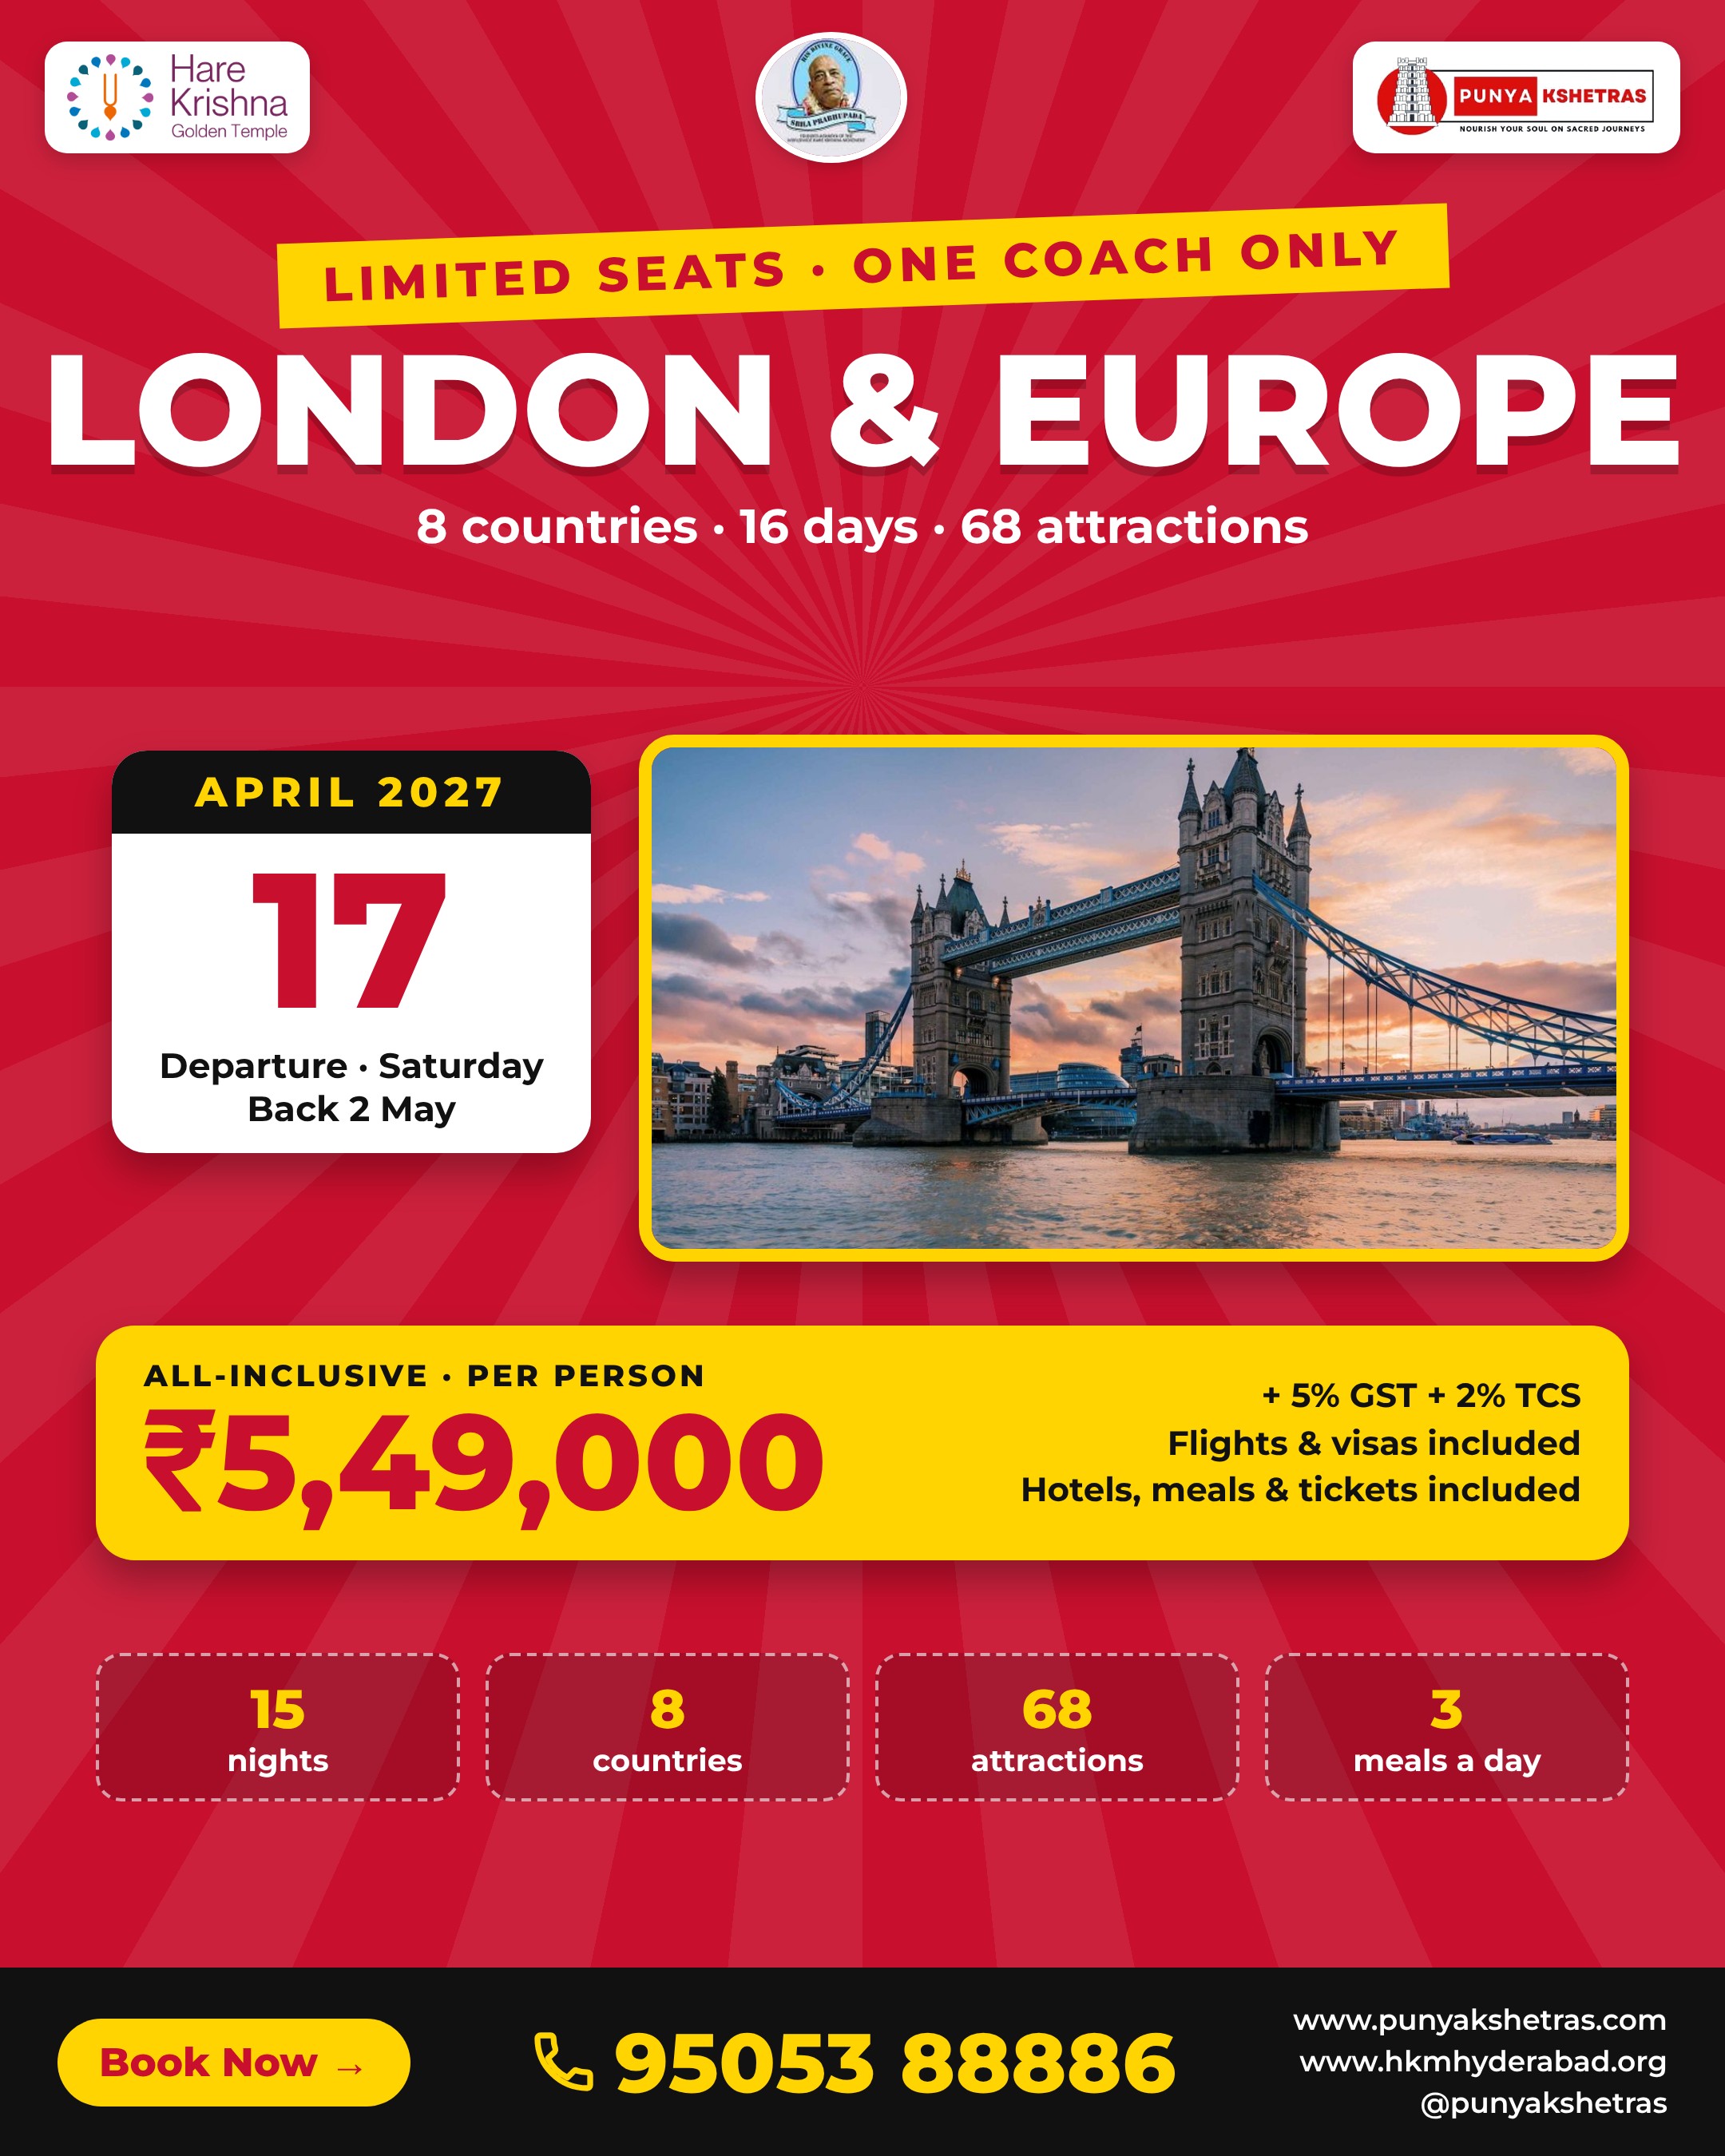 Hare
Krishna
Golden Temple
HIS DIVINE GRACE
SRILA PRABHUPADA
PUNYA KSHETRAS
NOURISH YOUR SOUL ON SACRED JOURNEYS
LIMITED SEATS · ONE COACH ONLY
LONDON & EUROPE
8 countries · 16 days · 68 attractions
APRIL 2027
17
Departure · Saturday
Back 2 May
ALL-INCLUSIVE · PER PERSON
₹5,49,000
+ 5% GST + 2% TCS
Flights & visas included
Hotels, meals & tickets included
15
nights
8
countries
68
attractions
3
meals a day
Book Now →
95053 88886
www.punyakshetras.com
www.hkmhyderabad.org
@punyakshetras